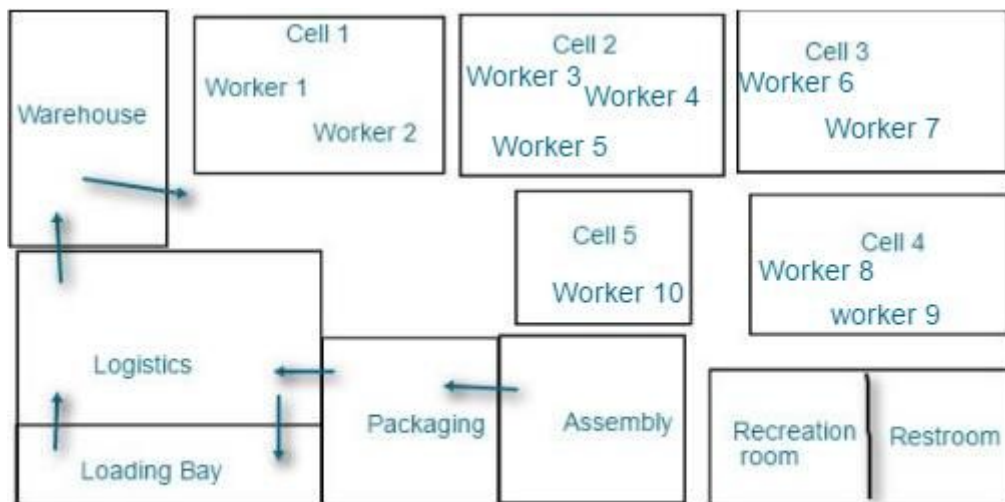 Warehouse
Cell 1
Worker 1
Worker 2
Cell 2
Worker 3
Worker 4
Worker 5
Cell 3
Worker 6
Worker 7
Cell 5
Worker 10
Cell 4
Worker 8
worker 9
Logistics
Loading Bay
Packaging
Assembly
Recreation
room
Restroom